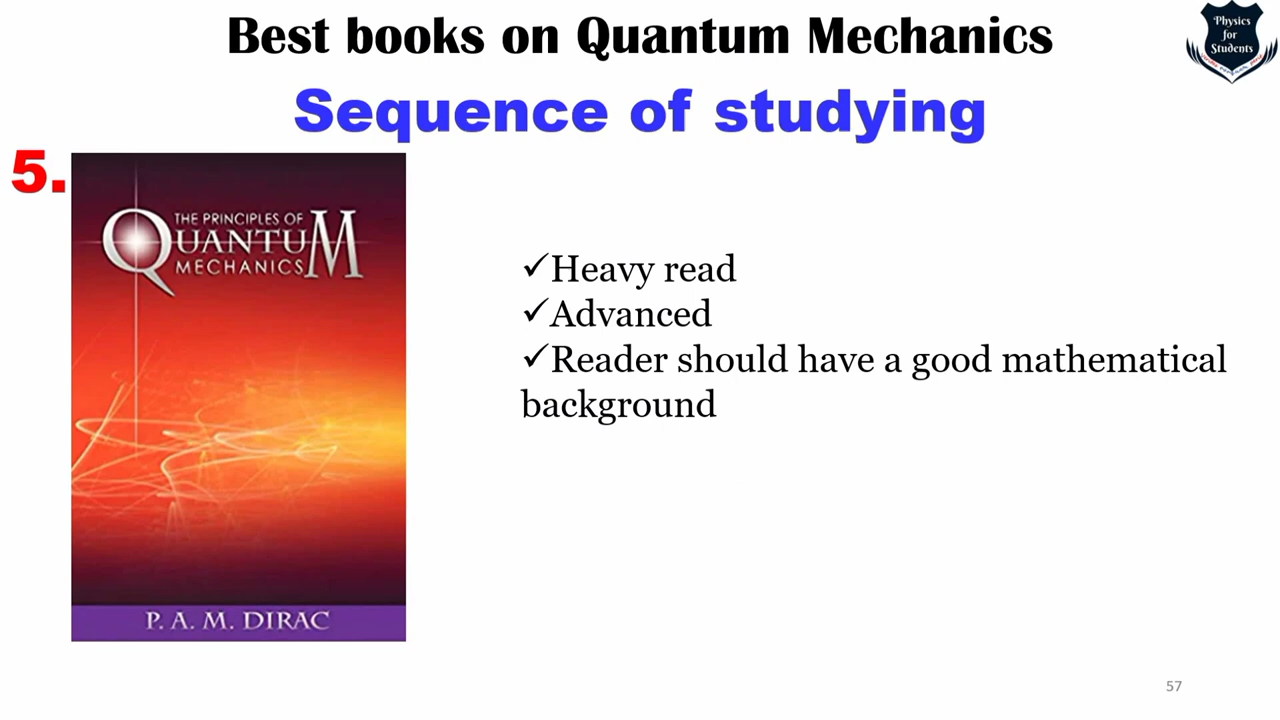 Best books on Quantum Mechanics
Physics
for
Students
Sequence of studying
5.
THE PRINCIPLES OF
QUANTUM
MECHANICS
✓Heavy read
✓Advanced
✓Reader should have a good mathematical
background
P. A. M. DIRAC
57